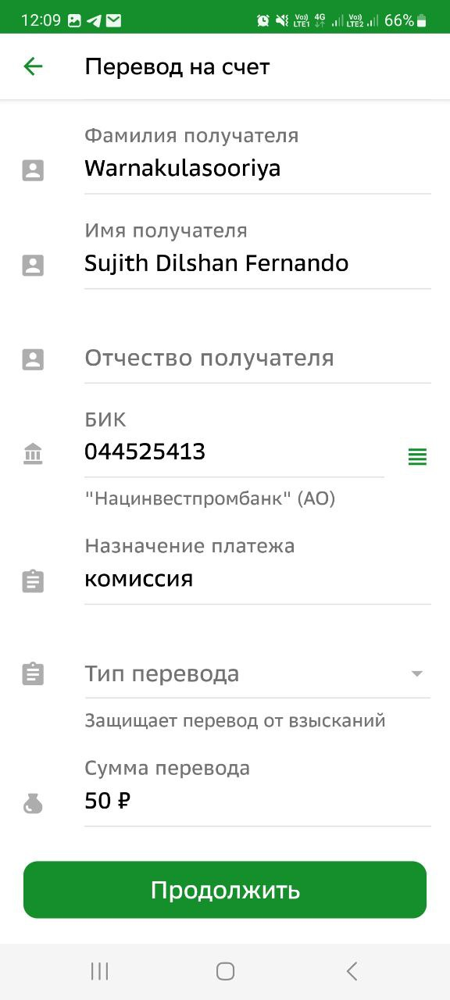 12:09 Vo) LTE1 4G Vo) LTE2 66%
Перевод на счет
Фамилия получателя
Warnakulasooriya
Имя получателя
Sujith Dilshan Fernando
Отчество получателя
БИК
044525413
"Нацинвестпромбанк" (АО)
Назначение платежа
комиссия
Тип перевода
Защищает перевод от взысканий
Сумма перевода
50 ₽
Продолжить